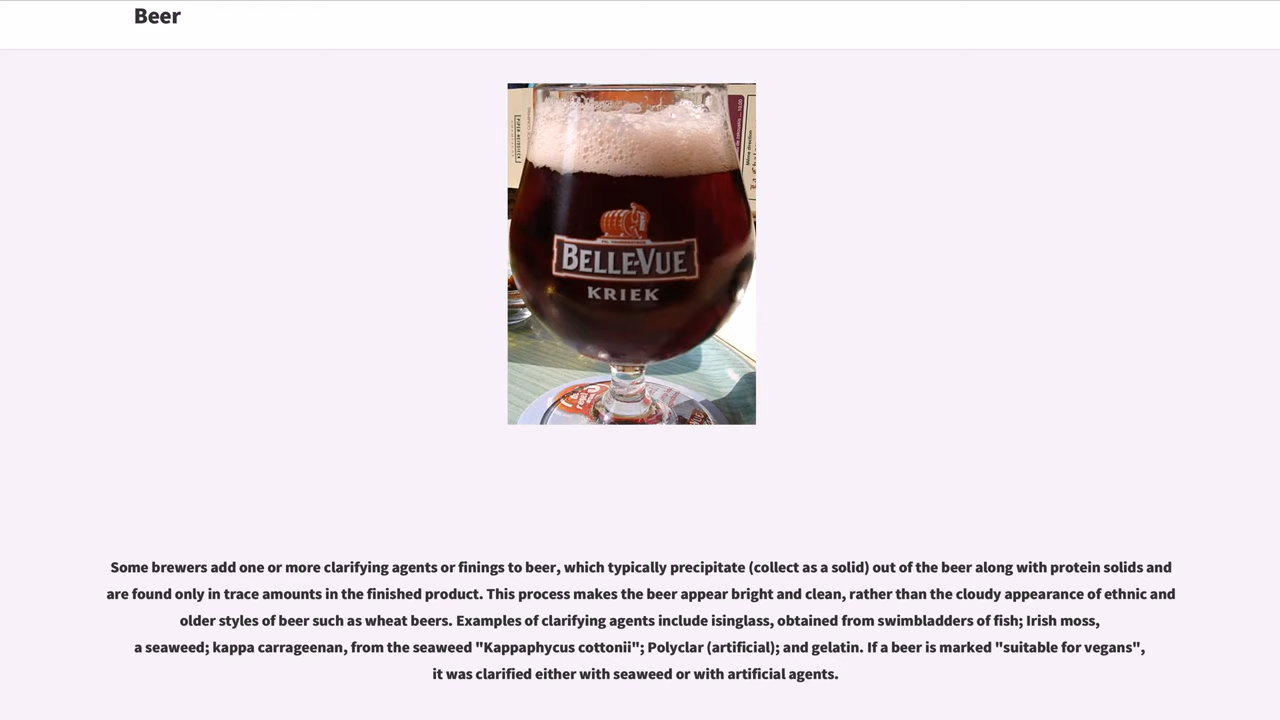 Beer
BELLE-VUE
KRIEK
Some brewers add one or more clarifying agents or finings to beer, which typically precipitate (collect as a solid) out of the beer along with protein solids and
are found only in trace amounts in the finished product. This process makes the beer appear bright and clean, rather than the cloudy appearance of ethnic and
older styles of beer such as wheat beers. Examples of clarifying agents include isinglass, obtained from swimbladders of fish; Irish moss,
a seaweed; kappa carrageenan, from the seaweed "Kappaphycus cottonii"; Polyclar (artificial); and gelatin. If a beer is marked "suitable for vegans",
it was clarified either with seaweed or with artificial agents.